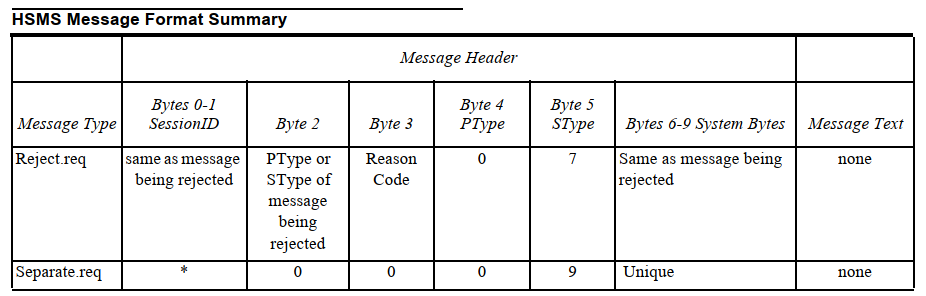 HSMS Message Format Summary
Message Header
Message Type
Bytes 0-1
SessionID
Byte 2
Byte 3
Byte 4
PType
Byte 5
SType
Bytes 6-9 System Bytes
Message Text
Reject.req
same as message
being rejected
PType or
SType of
message
being
rejected
Reason
Code
0
7
Same as message being
rejected
none
Separate.req
*
0
0
0
9
Unique
none